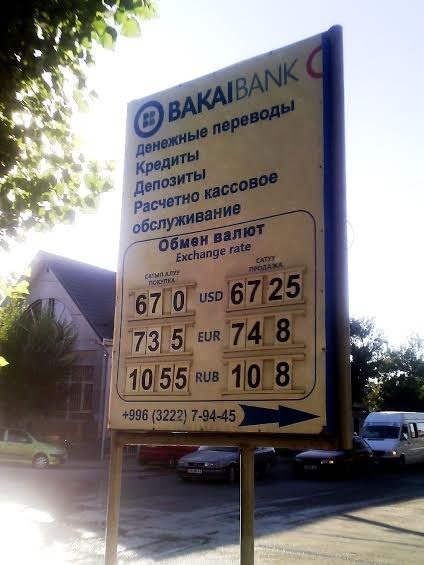 BAKAIBANK
Денежные переводы
Кредиты
Депозиты
Расчетно кассовое
обслуживание
Обмен валют
Exchange rate
САТЫП АЛУУ САТУУ
ПОКУПКА ПРОДАЖА
67 0 USD 67 25
73 5 EUR 74 8
10 55 RUB 10 8
+996 (3222) 7-94-45